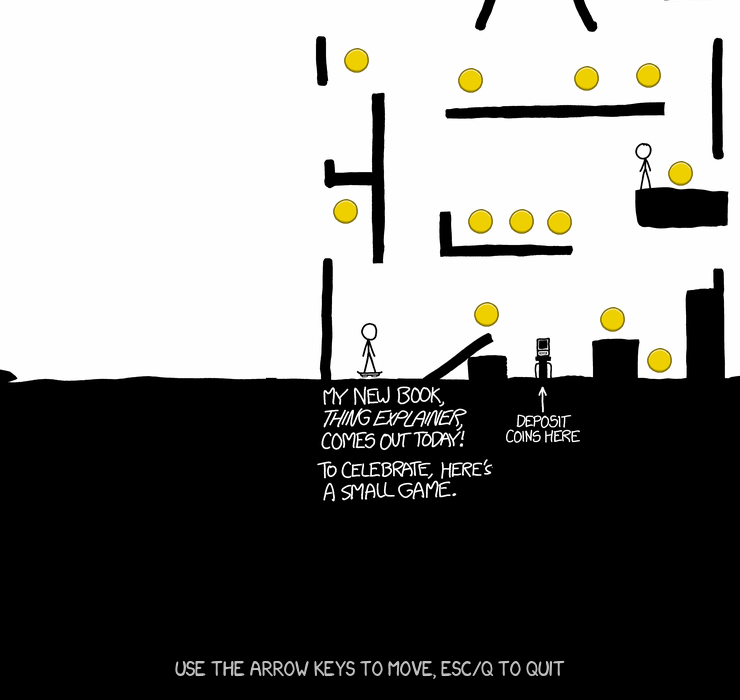 MY NEW BOOK,
THING EXPLAINER,
COMES OUT TODAY!
TO CELEBRATE, HERE'S
A SMALL GAME.
DEPOSIT
COINS HERE
USE THE ARROW KEYS TO MOVE, ESC/Q TO QUIT